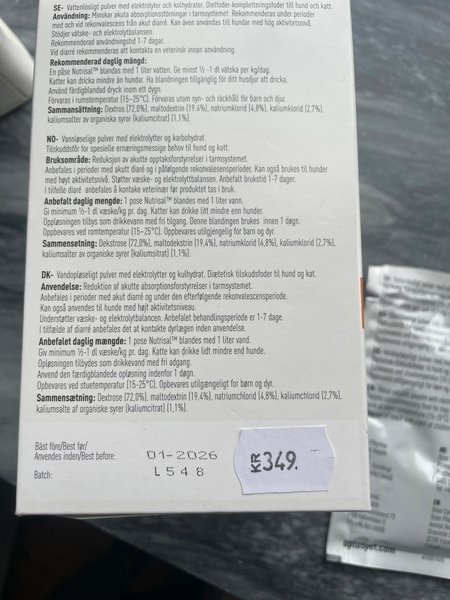 SE- Vattenlösligt pulver med elektrolyter och kolhydrater. Dietfoder-kompletteringsfoder till hund och katt.
Användning: Minskar akuta absorptionsstörningar i tarmsystemet. Rekommenderas under perioder
med och vid rekonvalescens från akut diarré. Kan även användas till hundar med hög aktivitetsnivå.
Stödjer vätske- och elektrolytbalansen.
Rekommenderad användningstid 1-7 dagar.
Vid diarré rekommenderas att kontakta en veterinär innan användning.
Rekommenderad daglig mängd:
En påse Nutrisal™ blandas med 1 liter vatten. Ge minst ½ -1 dl vätska per kg/dag.
Katter kan dricka mindre än hundar. Ha blandningen tillgänglig för ditt husdjur att dricka.
Använd färdigblandad dryck inom ett dygn.
Förvaras i rumstemperatur (15-25°C). Förvaras utom syn- och räckhåll för barn och djur.
Sammansättning: Dextros (72,0%), maltodextrin (19,4%), natriumklorid (4,8%), kaliumklorid (2,7%),
kaliumsalter av organiska syror (kaliumcitrat) (1,1%).
NO- Vannløselige pulver med elektrolytter og karbohydrat.
Tilskuddsfôr for spesielle ernæringsmessige behov til hund og katt.
Bruksområde: Reduksjon av akutte opptaksforstyrrelser i tarmsystemet.
Anbefales i perioder med akutt diaré og i påfølgende rekonvalesensperioder. Kan også brukes til hunder
med høyt aktivitetsnivå. Støtter væske- og elektrolyttbalansen. Anbefalt brukstid 1-7 dager.
I tilfelle diaré anbefales å kontakte veterinær før produktet tas i bruk.
Anbefalt daglig mengde: 1 pose Nutrisal™ blandes med 1 liter vann.
Gi minimum ½-1 dl væske/kg pr. dag. Katter kan drikke litt mindre enn hunder.
Oppløsningen tilbys som drikkevann med fri tilgang. Denne blandingen brukes innen 1 døgn.
Oppbevares ved romtemperatur (15-25°C). Oppbevares utilgjengelig for barn og dyr.
Sammensetning: Dekstrose (72,0%), maltodekstrin (19,4%), natriumklorid (4,8%), kaliumklorid (2,7%),
kaliumsalter av organiske syrer (kaliumsitrat) (1,1%).
DK- Vandopløseligt pulver med elektrolytter og kulhydrat. Diætetisk tilskudsfoder til hund og kat.
Anvendelse: Reduktion af akutte absorptionsforstyrrelser i tarmsystemet.
Anbefales i perioder med akut diarré og under den efterfølgende rekonvalescensperiode.
Kan også anvendes til hunde med højt aktivitetsniveau.
Understøtter væske- og elektrolytbalancen. Anbefalet behandlingsperiode er 1-7 dage.
I tilfælde af diarré anbefales det at kontakte dyrlægen inden anvendelse.
Anbefalet daglige mængde: 1 pose Nutrisal™ blandes med 1 liter vand.
Giv minimum ½-1 dl væske/kg pr. dag. Katte kan drikke lidt mindre end hunde.
Opløsningen tilbydes som drikkevand med fri adgang.
Anvend den færdigblandede opløsning indenfor 1 døgn.
Opbevares ved stuetemperatur (15-25°C). Opbevares utilgængeligt for børn og dyr.
Sammensætning: Dextrose (72,0%), maltodextrin (19,4%), natriumchlorid (4,8%), kaliumchlorid (2,7%),
kaliumsalte af organiske syrer (kaliumcitrat) (1,1%).
Bäst före/Best før/
Anvendes inden/Best before: 01-2026
Batch: L548
KR 349.
aptuspet.com